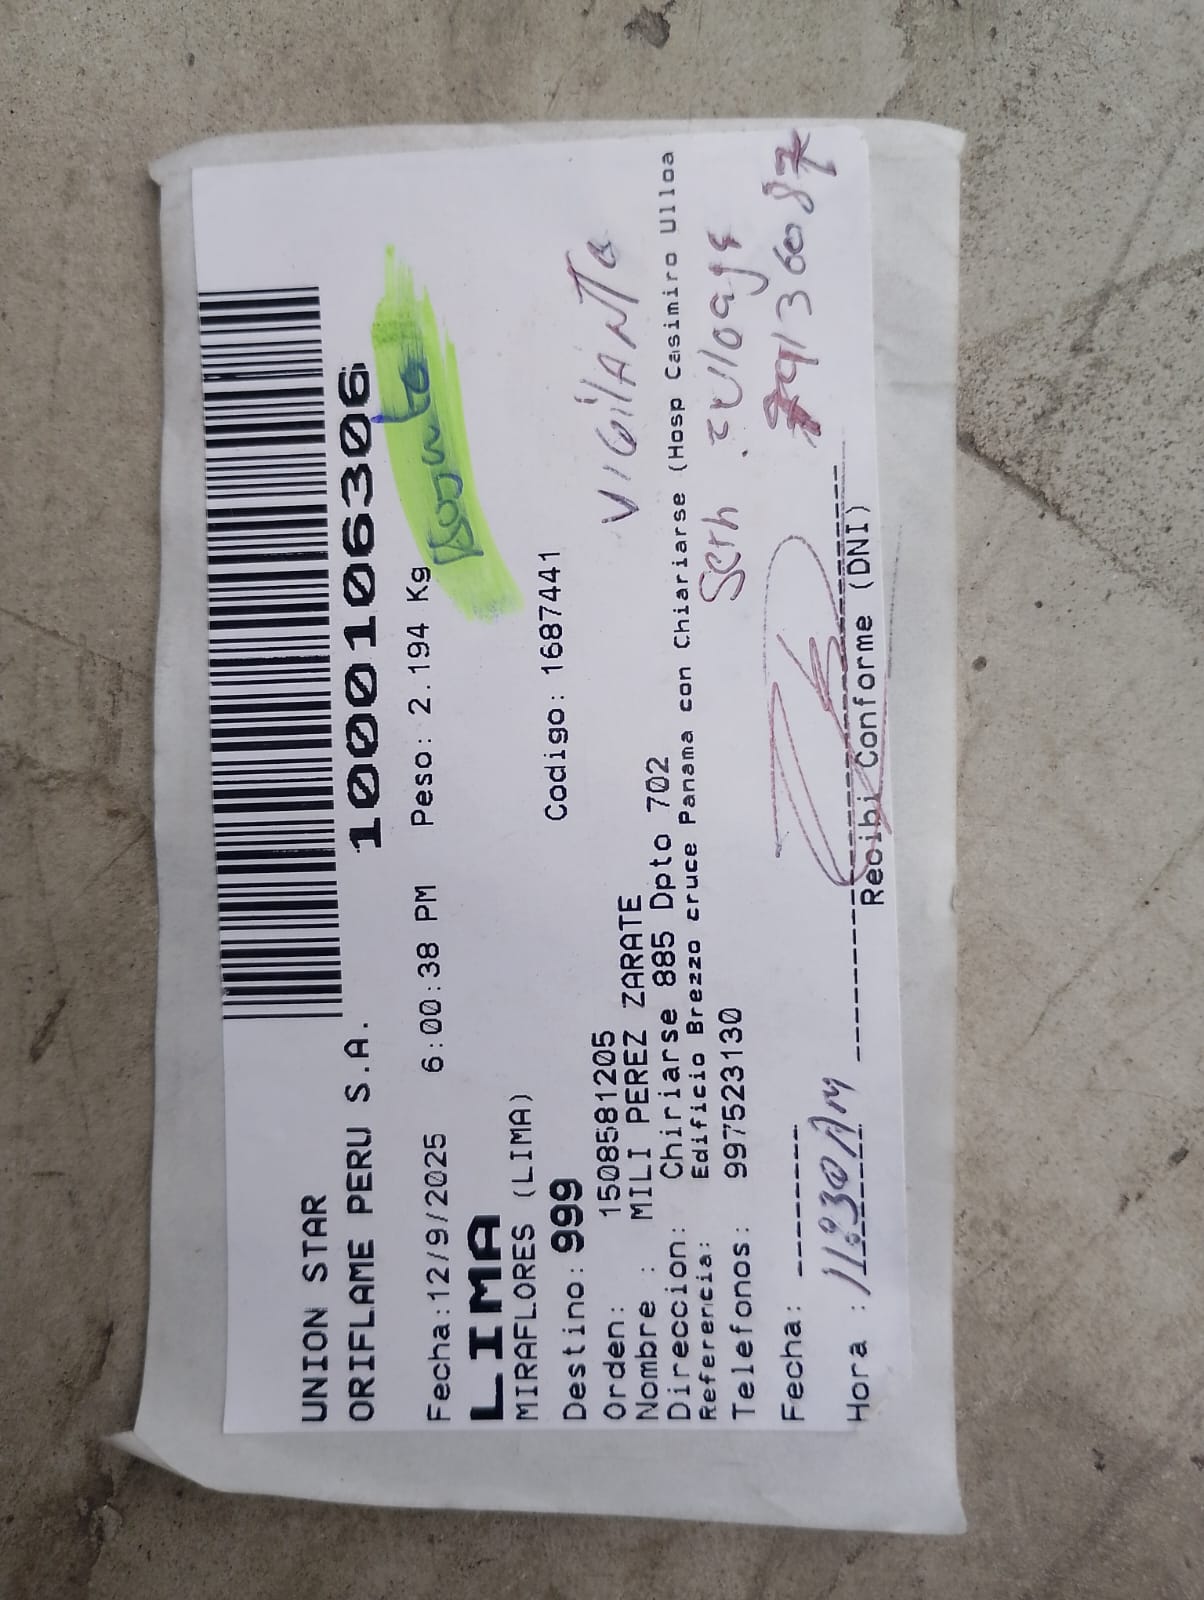 UNION STAR
ORIFLAME PERU S.A. 1000106306
Fecha:12/9/2025 6:00:38 PM Peso: 2.194 Kg
LIMA
MIRAFLORES (LIMA)
Destino: 999 Codigo: 1687441
Orden: 1508581205
VIGILANTE
Nombre : MILI PEREZ ZARATE
Direccion: Chiriarse 885 Dpto 702
Referencia: Edificio Brezzo cruce Panama con Chiariarse (Hosp Casimiro Ulloa
Telefonos: 997523130
Seth
Fecha: --------
Hora : 11:30 AM
Recibi Conforme (DNI)